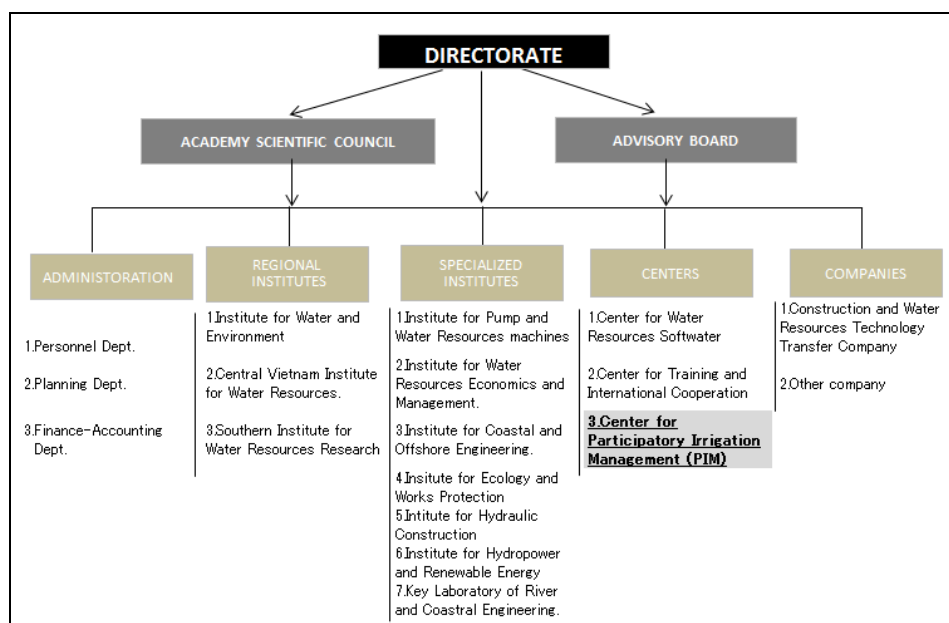 DIRECTORATE
ACADEMY SCIENTIFIC COUNCIL
ADVISORY BOARD
ADMINISTORATION
REGIONAL
INSTITUTES
SPECIALIZED
INSTITUTES
CENTERS
COMPANIES
1.Personnel Dept.
2.Planning Dept.
3.Finance-Accounting
Dept.
1.Institute for Water and
Environment
2.Central Vietnam Institute
for Water Resources.
3.Southern Institute for
Water Resources Research
1.Institute for Pump and
Water Resources machines
2.Institute for Water
Resources Economics and
Management.
3.Institute for Coastal and
Offshore Engineering.
4.Insitute for Ecology and
Works Protection
5.Intitute for Hydraulic
Construction
6.Institute for Hydropower
and Renewable Energy
7.Key Laboratory of River
and Coastral Engineering.
1.Center for Water
Resources Softwater
2.Center for Training and
International Cooperation
3.Center for
Participatory Irrigation
Management (PIM)
1.Construction and Water
Resources Technology
Transfer Company
2.Other company